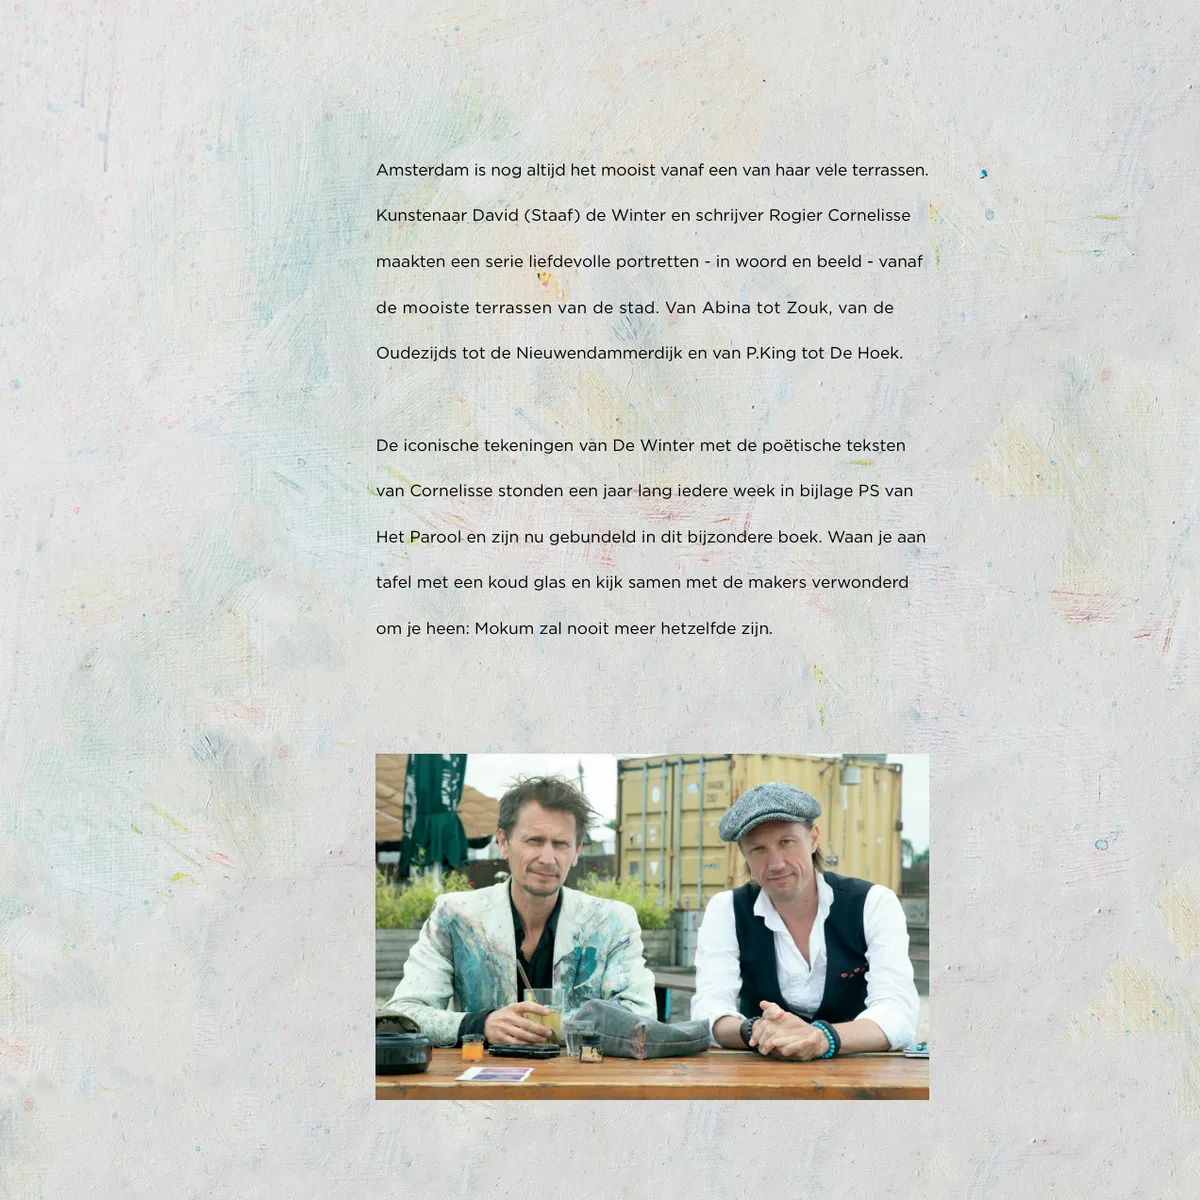 Amsterdam is nog altijd het mooist vanaf een van haar vele terrassen.
Kunstenaar David (Staaf) de Winter en schrijver Rogier Cornelisse
maakten een serie liefdevolle portretten - in woord en beeld - vanaf
de mooiste terrassen van de stad. Van Abina tot Zouk, van de
Oudezijds tot de Nieuwendammerdijk en van P.King tot De Hoek.
De iconische tekeningen van De Winter met de poëtische teksten
van Cornelisse stonden een jaar lang iedere week in bijlage PS van
Het Parool en zijn nu gebundeld in dit bijzondere boek. Waan je aan
tafel met een koud glas en kijk samen met de makers verwonderd
om je heen: Mokum zal nooit meer hetzelfde zijn.